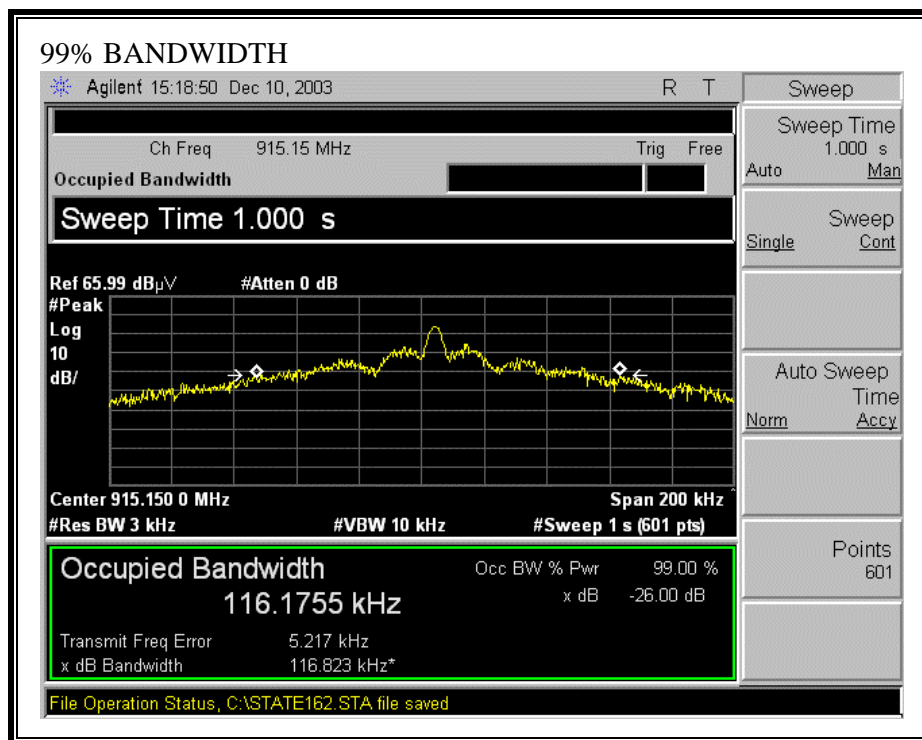 99% BANDWIDTH
Agilent 15:18:50 Dec 10, 2003 R T
Sweep
Ch Freq 915.15 MHz Trig Free
Occupied Bandwidth
Sweep Time 1.000 s
Ref 65.99 dBµV #Atten 0 dB
#Peak
Log
10
dB/
Center 915.150 0 MHz Span 200 kHz
#Res BW 3 kHz #VBW 10 kHz #Sweep 1 s (601 pts)
Occupied Bandwidth
116.1755 kHz
Occ BW % Pwr 99.00 %
x dB -26.00 dB
Transmit Freq Error 5.217 kHz
x dB Bandwidth 116.823 kHz*
File Operation Status, C:\STATE162.STA file saved
Sweep Time
1.000 s
Auto Man
Sweep
Single Cont
Auto Sweep
Time
Norm Accy
Points
601